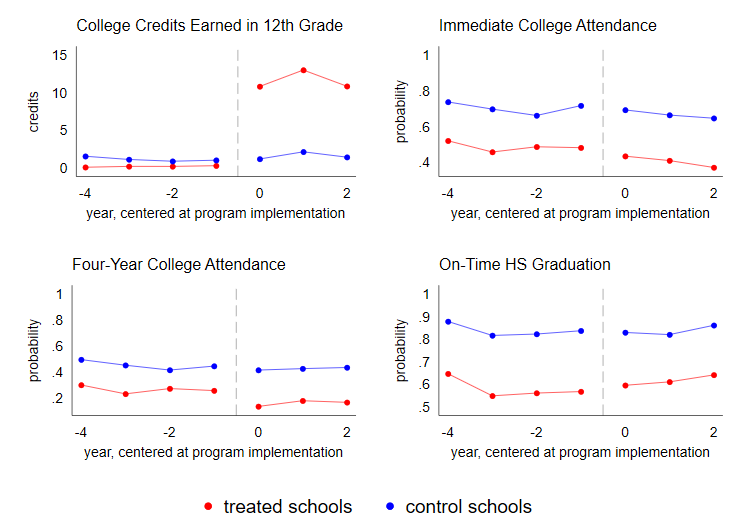 College Credits Earned in 12th Grade
15
10
5
0
credits
-4 -2 0 2
year, centered at program implementation
Immediate College Attendance
1
.8
.6
.4
probability
-4 -2 0 2
year, centered at program implementation
Four-Year College Attendance
1
.8
.6
.4
.2
probability
-4 -2 0 2
year, centered at program implementation
On-Time HS Graduation
1
.9
.8
.7
.6
.5
probability
-4 -2 0 2
year, centered at program implementation
treated schools control schools